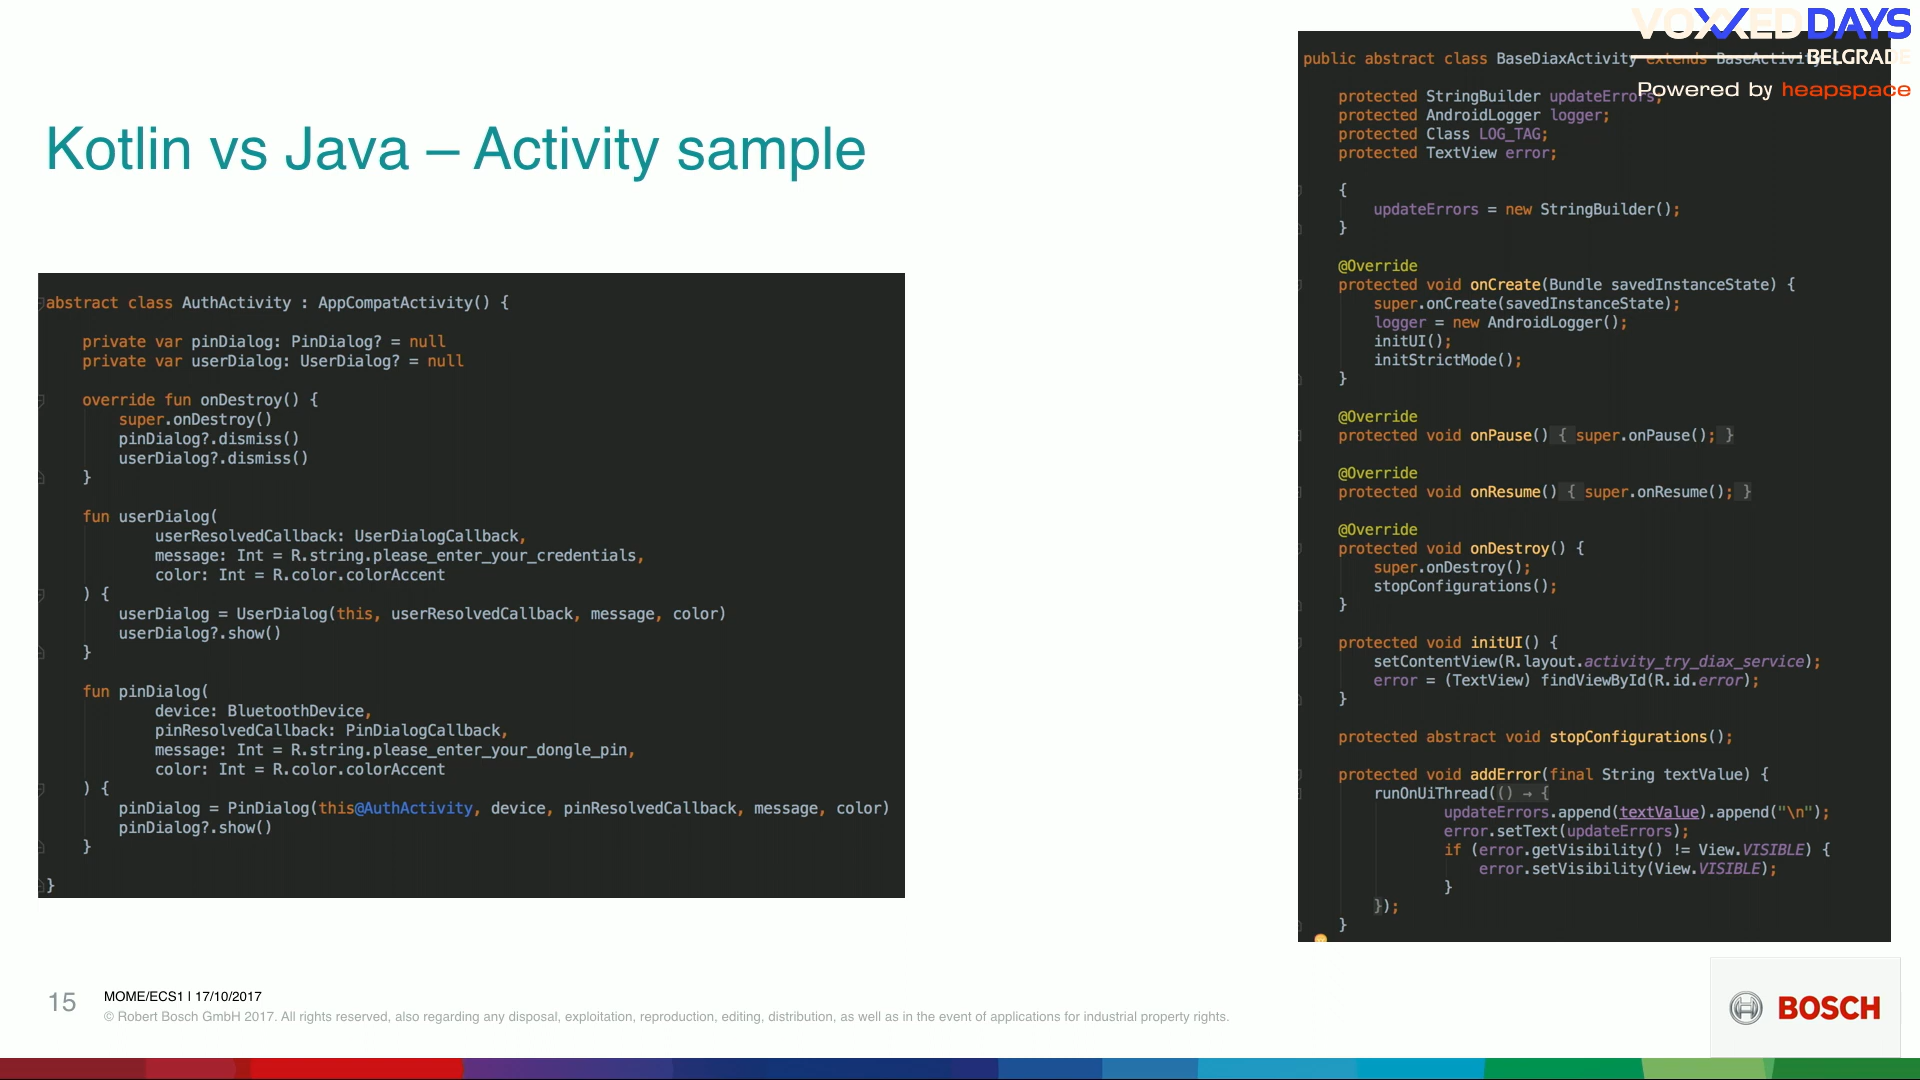 VOXXED DAYS
BELGRADE
Powered by heapspace
Kotlin vs Java – Activity sample
abstract class AuthActivity : AppCompatActivity() {
private var pinDialog: PinDialog? = null
private var userDialog: UserDialog? = null
override fun onDestroy() {
super.onDestroy()
pinDialog?.dismiss()
userDialog?.dismiss()
}
fun userDialog(
userResolvedCallback: UserDialogCallback,
message: Int = R.string.please_enter_your_credentials,
color: Int = R.color.colorAccent
) {
userDialog = UserDialog(this, userResolvedCallback, message, color)
userDialog?.show()
}
fun pinDialog(
device: BluetoothDevice,
pinResolvedCallback: PinDialogCallback,
message: Int = R.string.please_enter_your_dongle_pin,
color: Int = R.color.colorAccent
) {
pinDialog = PinDialog(this@AuthActivity, device, pinResolvedCallback, message, color)
pinDialog?.show()
}
}
public abstract class BaseDiaxActivity extends BaseActivity {
protected StringBuilder updateErrors;
protected AndroidLogger logger;
protected Class LOG_TAG;
protected TextView error;
{
updateErrors = new StringBuilder();
}
@Override
protected void onCreate(Bundle savedInstanceState) {
super.onCreate(savedInstanceState);
logger = new AndroidLogger();
initUI();
initStrictMode();
}
@Override
protected void onPause() { super.onPause(); }
@Override
protected void onResume() { super.onResume(); }
@Override
protected void onDestroy() {
super.onDestroy();
stopConfigurations();
}
protected void initUI() {
setContentView(R.layout.activity_try_diax_service);
error = (TextView) findViewById(R.id.error);
}
protected abstract void stopConfigurations();
protected void addError(final String textValue) {
runOnUiThread(() → {
updateErrors.append(textValue).append("\n");
error.setText(updateErrors);
if (error.getVisibility() != View.VISIBLE) {
error.setVisibility(View.VISIBLE);
}
});
}
15
MOME/ECS1 | 17/10/2017
© Robert Bosch GmbH 2017. All rights reserved, also regarding any disposal, exploitation, reproduction, editing, distribution, as well as in the event of applications for industrial property rights.
BOSCH